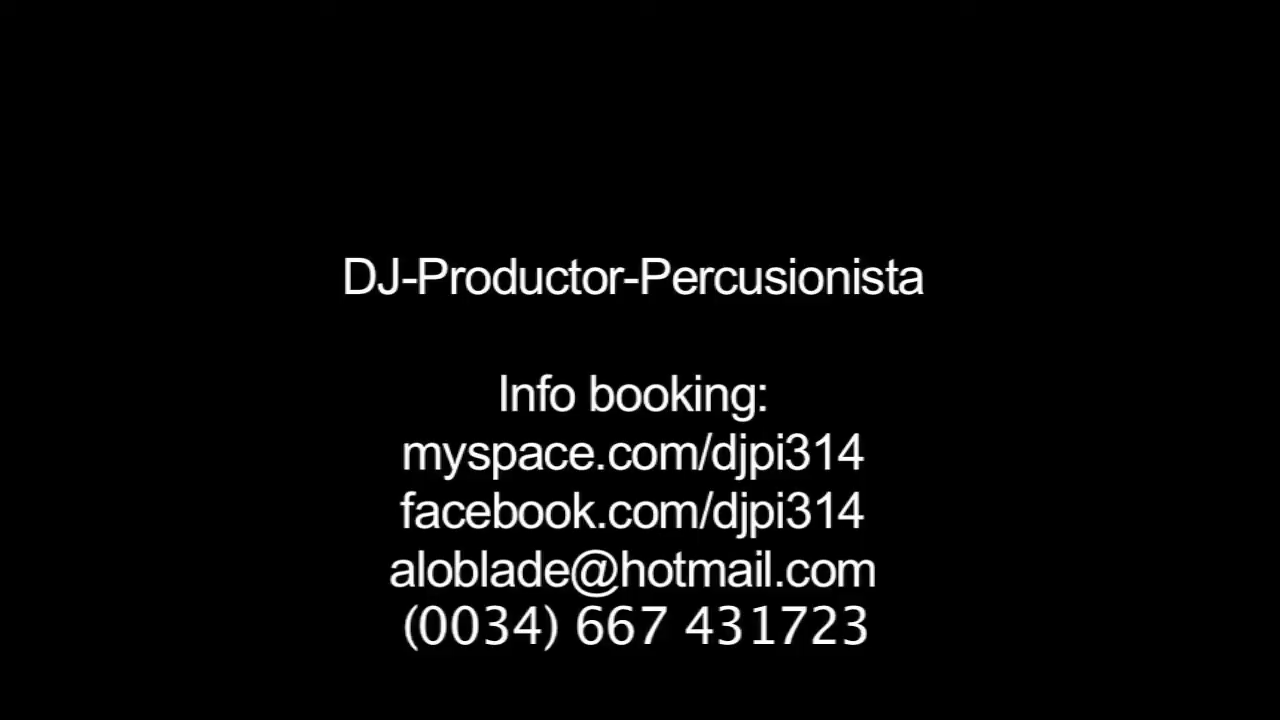 DJ-Productor-Percusionista
Info booking:
myspace.com/djpi314
facebook.com/djpi314
aloblade@hotmail.com
(0034) 667 431723